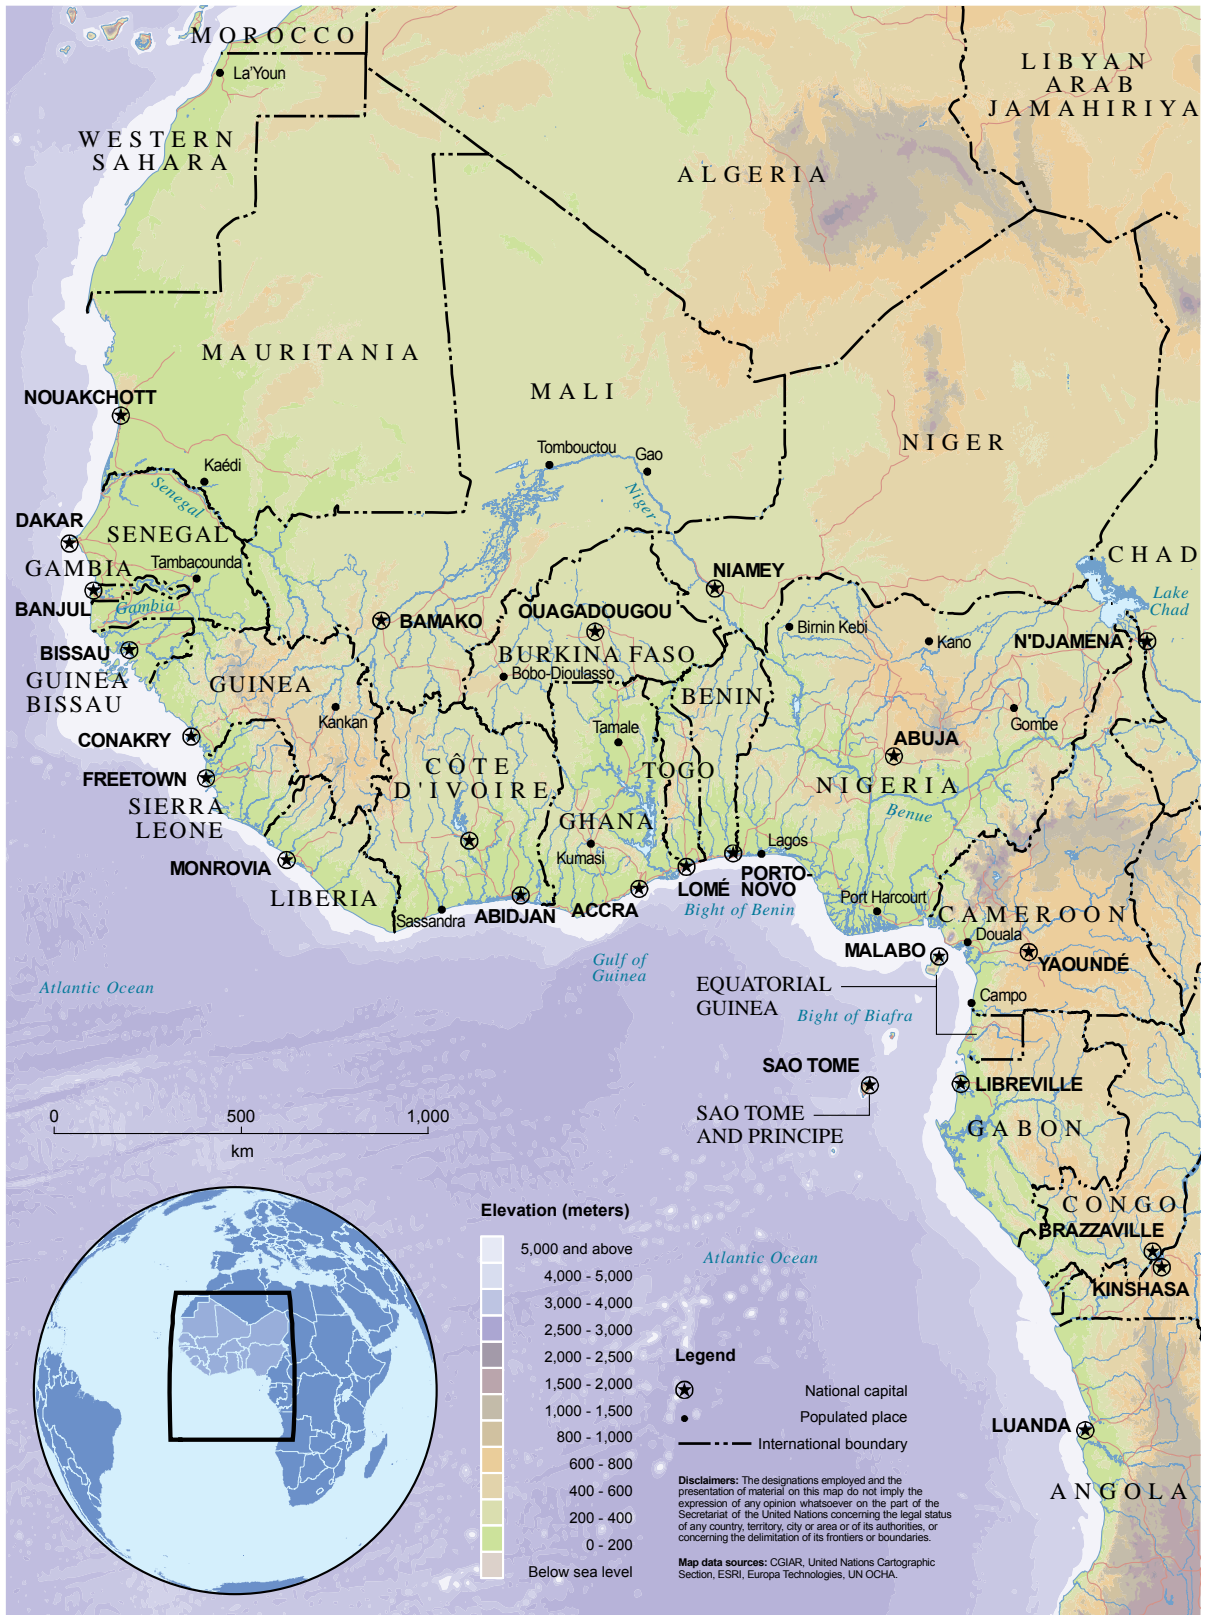 MOROCCO
La'Youn
LIBYAN
ARAB
JAMAHIRIYA
WESTERN
SAHARA
ALGERIA
MAURITANIA
MALI
NIGER
NOUAKCHOTT
Tombouctou
Gao
Kaédi
Senegal
Niger
DAKAR
SENEGAL
CHAD
GAMBIA
Tambacounda
NIAMEY
BANJUL
Gambia
BAMAKO
OUAGADOUGOU
Lake
Chad
Birnin Kebi
Kano
N'DJAMENA
BISSAU
BURKINA FASO
GUINEA
BISSAU
GUINEA
Bobo-Dioulasso
BENIN
Kankan
Tamale
Gombe
CONAKRY
ABUJA
FREETOWN
CÔTE
D'IVOIRE
TOGO
NIGERIA
SIERRA
LEONE
GHANA
Benue
Kumasi
Lagos
MONROVIA
LIBERIA
LOMÉ
PORTO-
NOVO
Sassandra
ABIDJAN
ACCRA
Bight of Benin
Port Harcourt
CAMEROON
Douala
MALABO
YAOUNDÉ
Gulf of
Guinea
Atlantic Ocean
EQUATORIAL
GUINEA
Campo
Bight of Biafra
SAO TOME
LIBREVILLE
SAO TOME
AND PRINCIPE
GABON
0 500 1,000
km
CONGO
BRAZZAVILLE
KINSHASA
Atlantic Ocean
Elevation (meters)
5,000 and above
4,000 - 5,000
3,000 - 4,000
2,500 - 3,000
2,000 - 2,500
1,500 - 2,000
1,000 - 1,500
800 - 1,000
600 - 800
400 - 600
200 - 400
0 - 200
Below sea level
Legend
National capital
Populated place
International boundary
LUANDA
ANGOLA
Disclaimers: The designations employed and the
presentation of material on this map do not imply the
expression of any opinion whatsoever on the part of the
Secretariat of the United Nations concerning the legal status
of any country, territory, city or area or of its authorities, or
concerning the delimitation of its frontiers or boundaries.
Map data sources: CGIAR, United Nations Cartographic
Section, ESRI, Europa Technologies, UN OCHA.